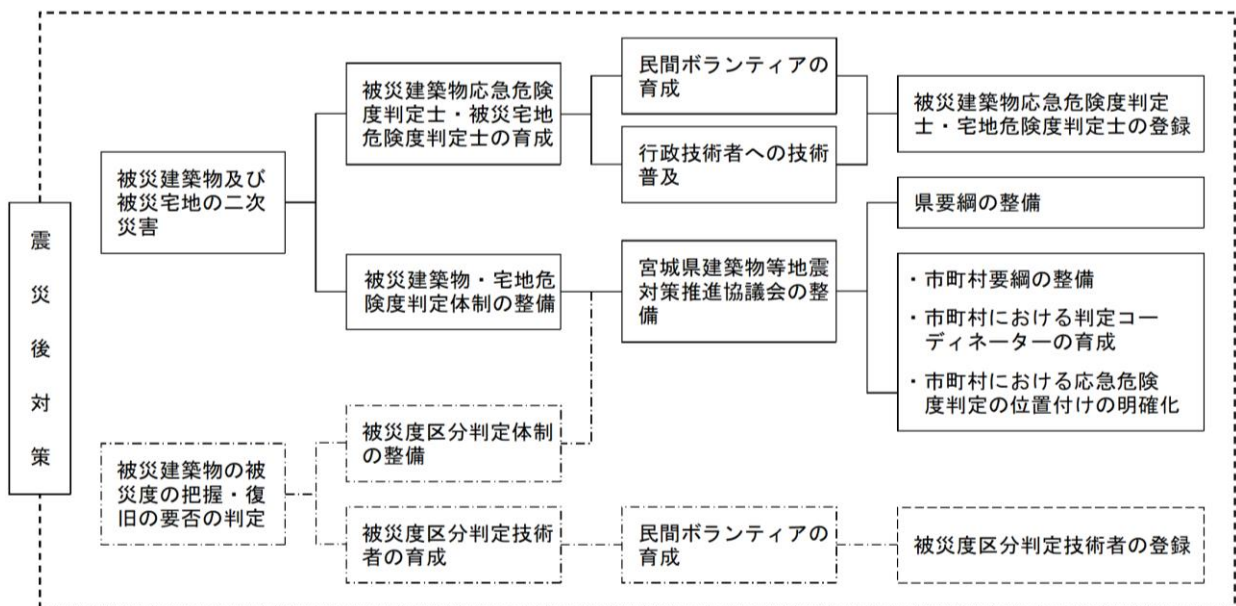 震災後対策
被災建築物及び
被災宅地の二次
災害
被災建築物応急危険
度判定士・被災宅地
危険度判定士の育成
民間ボランティアの
育成
行政技術者への技術
普及
被災建築物応急危険度判定
士・宅地危険度判定士の登録
被災建築物・宅地危
険度判定体制の整備
宮城県建築物等地震
対策推進協議会の整
備
県要綱の整備
・市町村要綱の整備
・市町村における判定コー
ディネーターの育成
・市町村における応急危険
度判定の位置付けの明確化
被災建築物の被
災度の把握・復
旧の要否の判定
被災度区分判定体制
の整備
被災度区分判定技術
者の育成
民間ボランティアの
育成
被災度区分判定技術者の登録